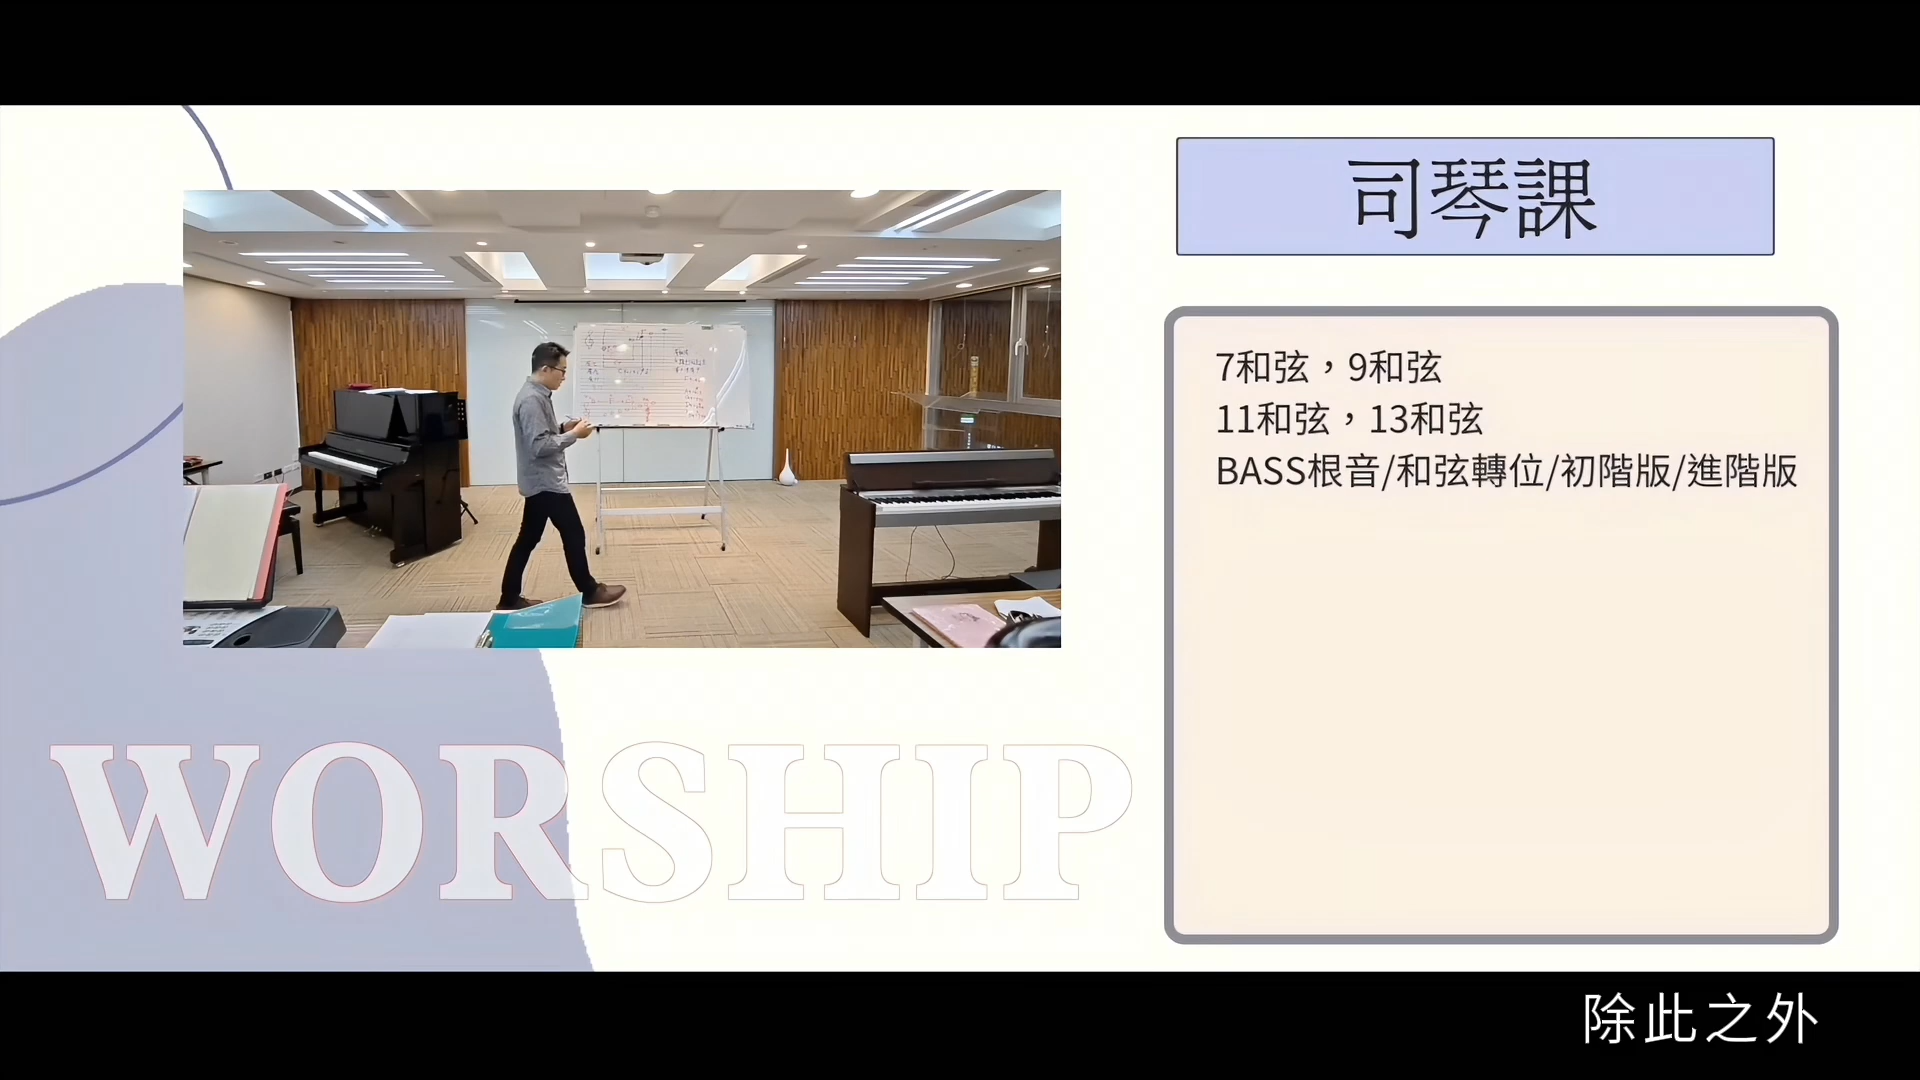 司琴課
7和弦，9和弦
11和弦，13和弦
BASS根音/和弦轉位/初階版/進階版
WORSHIP
除此之外